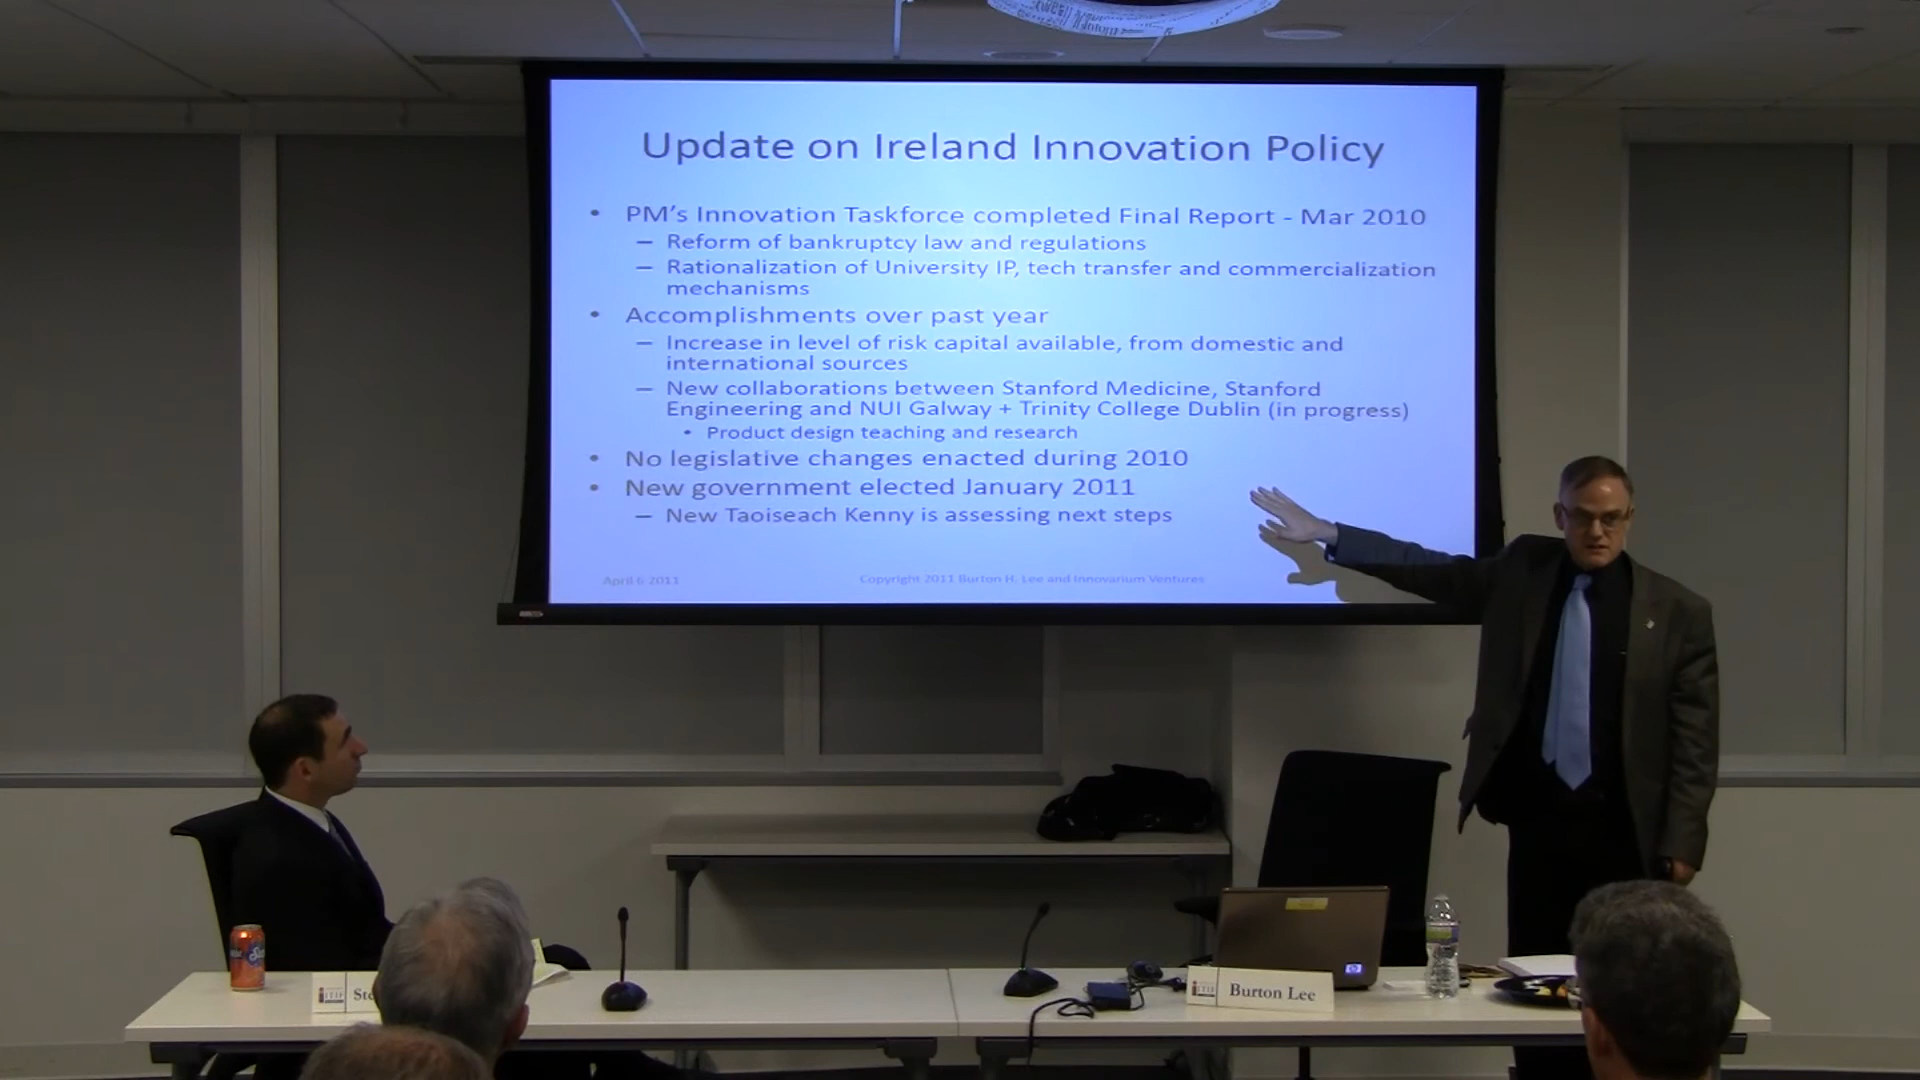 Update on Ireland Innovation Policy
• PM's Innovation Taskforce completed Final Report - Mar 2010
– Reform of bankruptcy law and regulations
– Rationalization of University IP, tech transfer and commercialization
mechanisms
• Accomplishments over past year
– Increase in level of risk capital available, from domestic and
international sources
– New collaborations between Stanford Medicine, Stanford
Engineering and NUI Galway + Trinity College Dublin (in progress)
• Product design teaching and research
• No legislative changes enacted during 2010
• New government elected January 2011
– New Taoiseach Kenny is assessing next steps
April 6 2011
Copyright 2011 Burton H. Lee and Innovarium Ventures
ITIF
ITIF
Burton Lee
hp